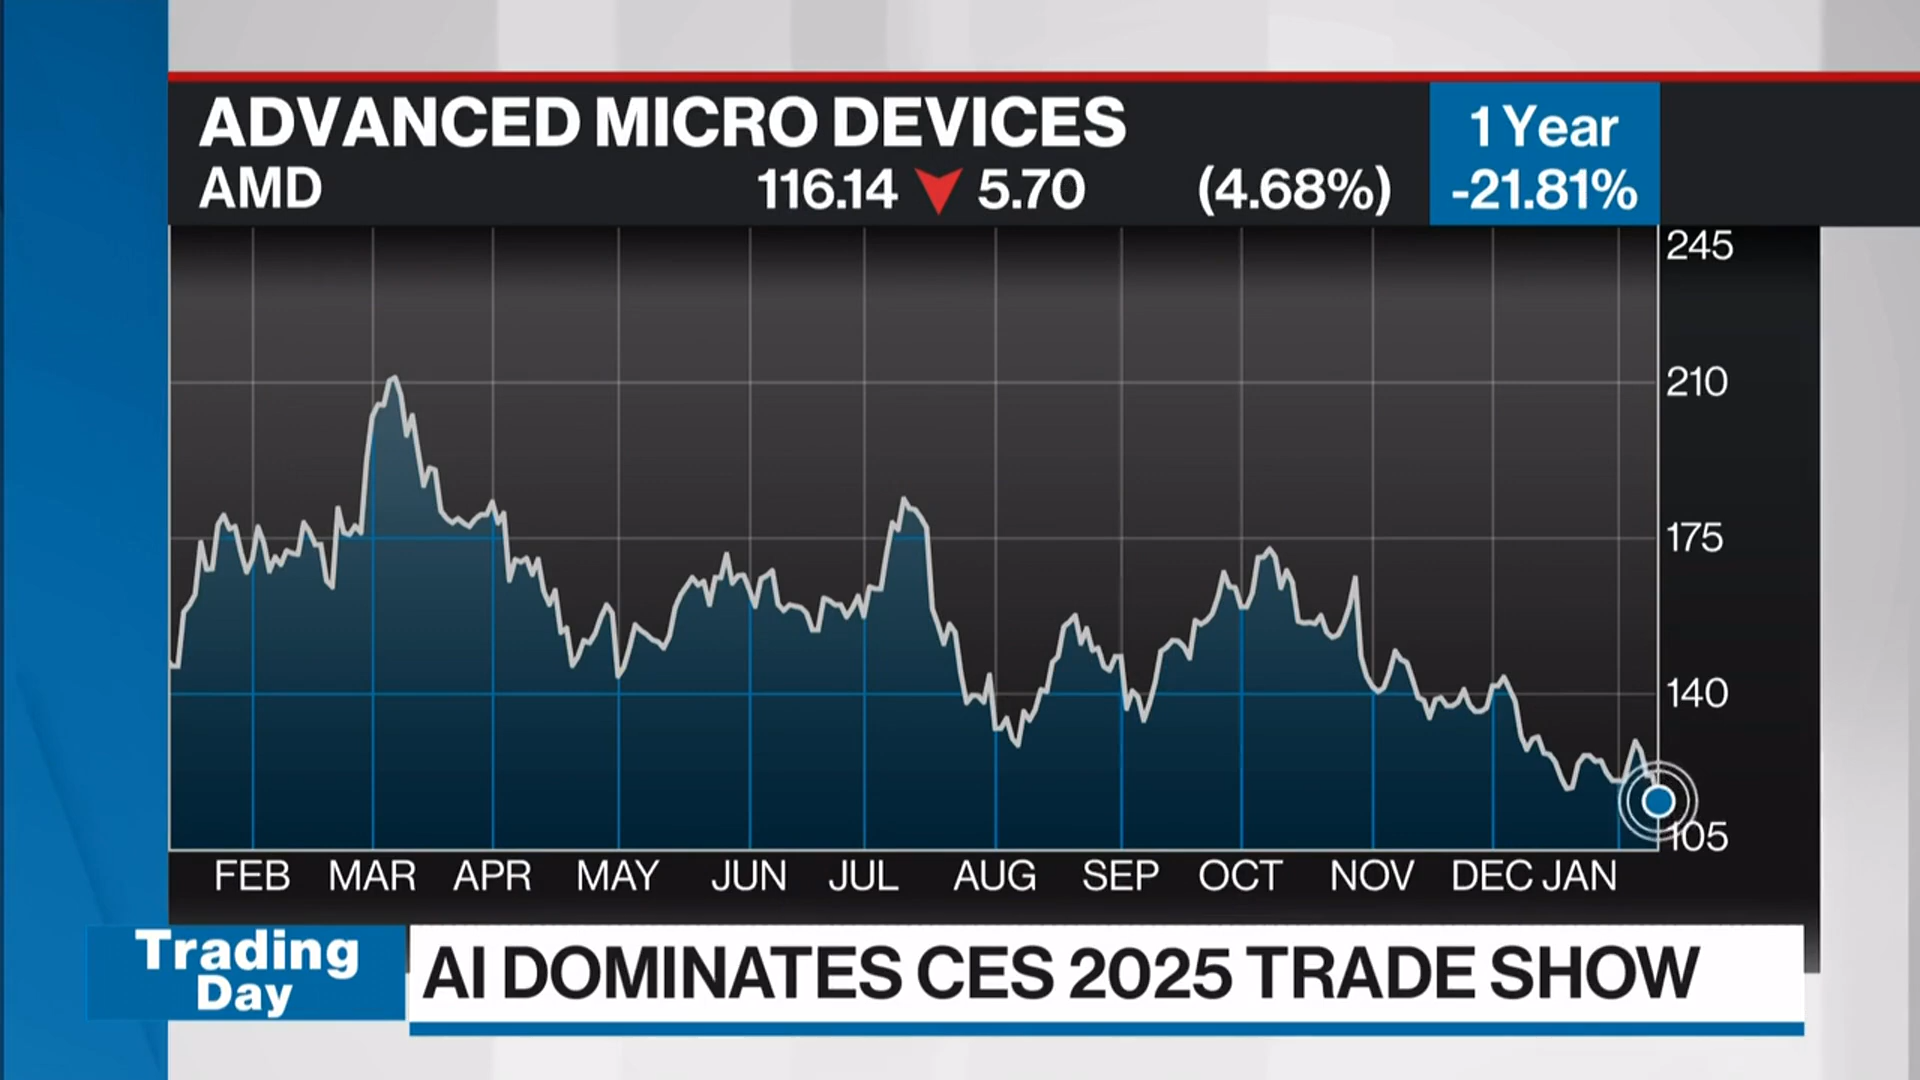 ADVANCED MICRO DEVICES
AMD 116.14 5.70 (4.68%)
1 Year
-21.81%
245
210
175
140
105
FEB MAR APR MAY JUN JUL AUG SEP OCT NOV DEC JAN
Trading
Day
AI DOMINATES CES 2025 TRADE SHOW